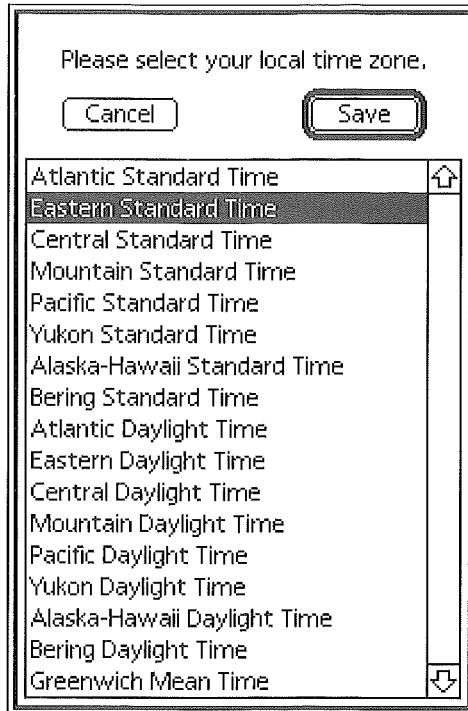 Please select your local time zone.
Cancel Save
Atlantic Standard Time
Eastern Standard Time
Central Standard Time
Mountain Standard Time
Pacific Standard Time
Yukon Standard Time
Alaska-Hawaii Standard Time
Bering Standard Time
Atlantic Daylight Time
Eastern Daylight Time
Central Daylight Time
Mountain Daylight Time
Pacific Daylight Time
Yukon Daylight Time
Alaska-Hawaii Daylight Time
Bering Daylight Time
Greenwich Mean Time